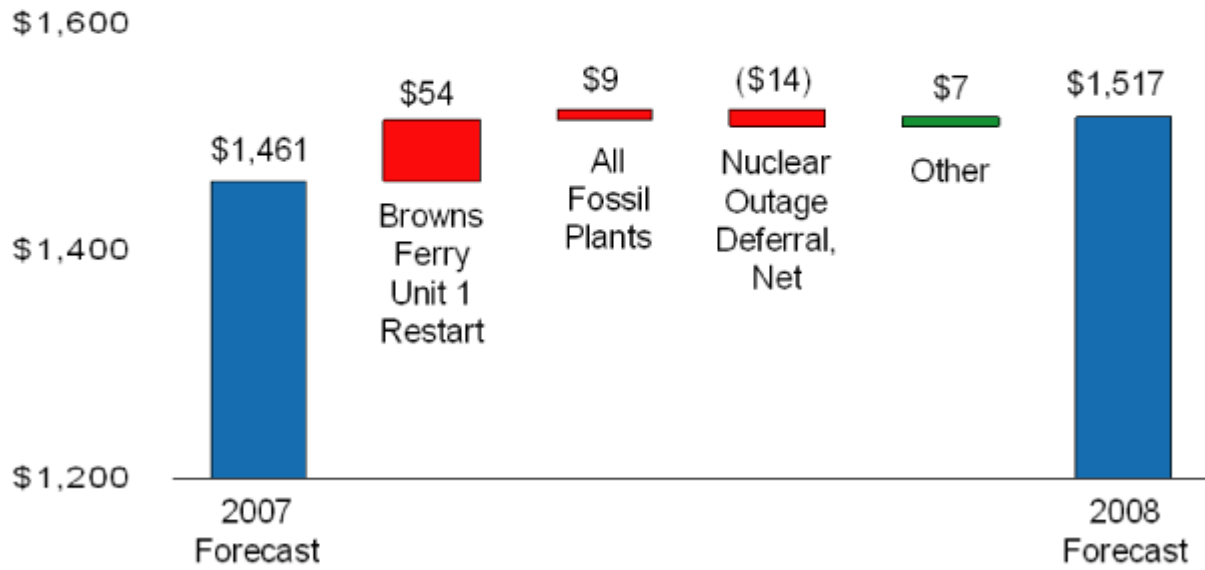 $1,600
$54
$9
($14)
$7
$1,517
$1,461
Browns
Ferry
Unit 1
Restart
All
Fossil
Plants
Nuclear
Outage
Deferral,
Net
Other
$1,400
$1,200
2007
Forecast
2008
Forecast